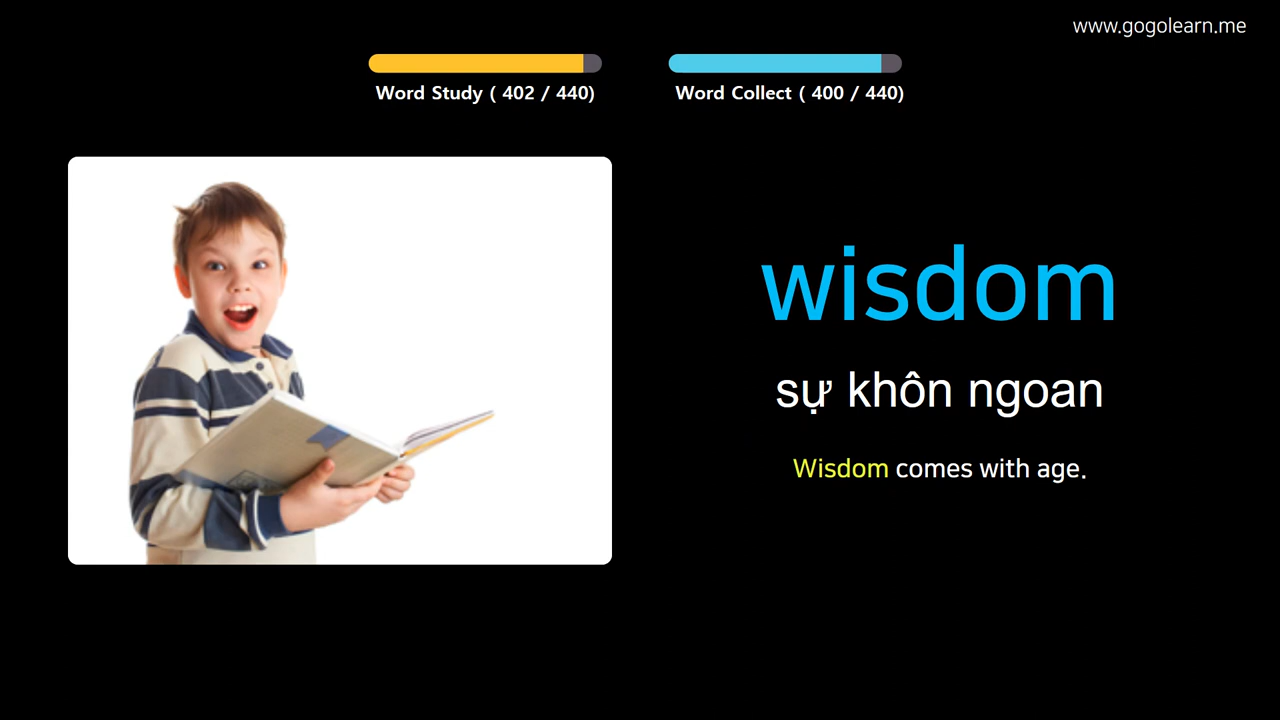 www.gogolearn.me
Word Study ( 402 / 440)
Word Collect ( 400 / 440)
wisdom
sự khôn ngoan
Wisdom comes with age.